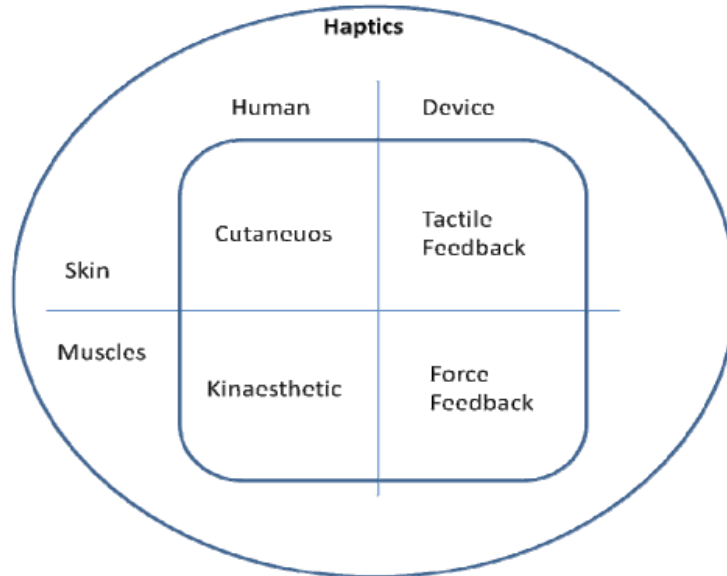 Haptics
Human Device
Cutaneuos Tactile
Feedback
Skin
Muscles
Kinaesthetic Force
Feedback